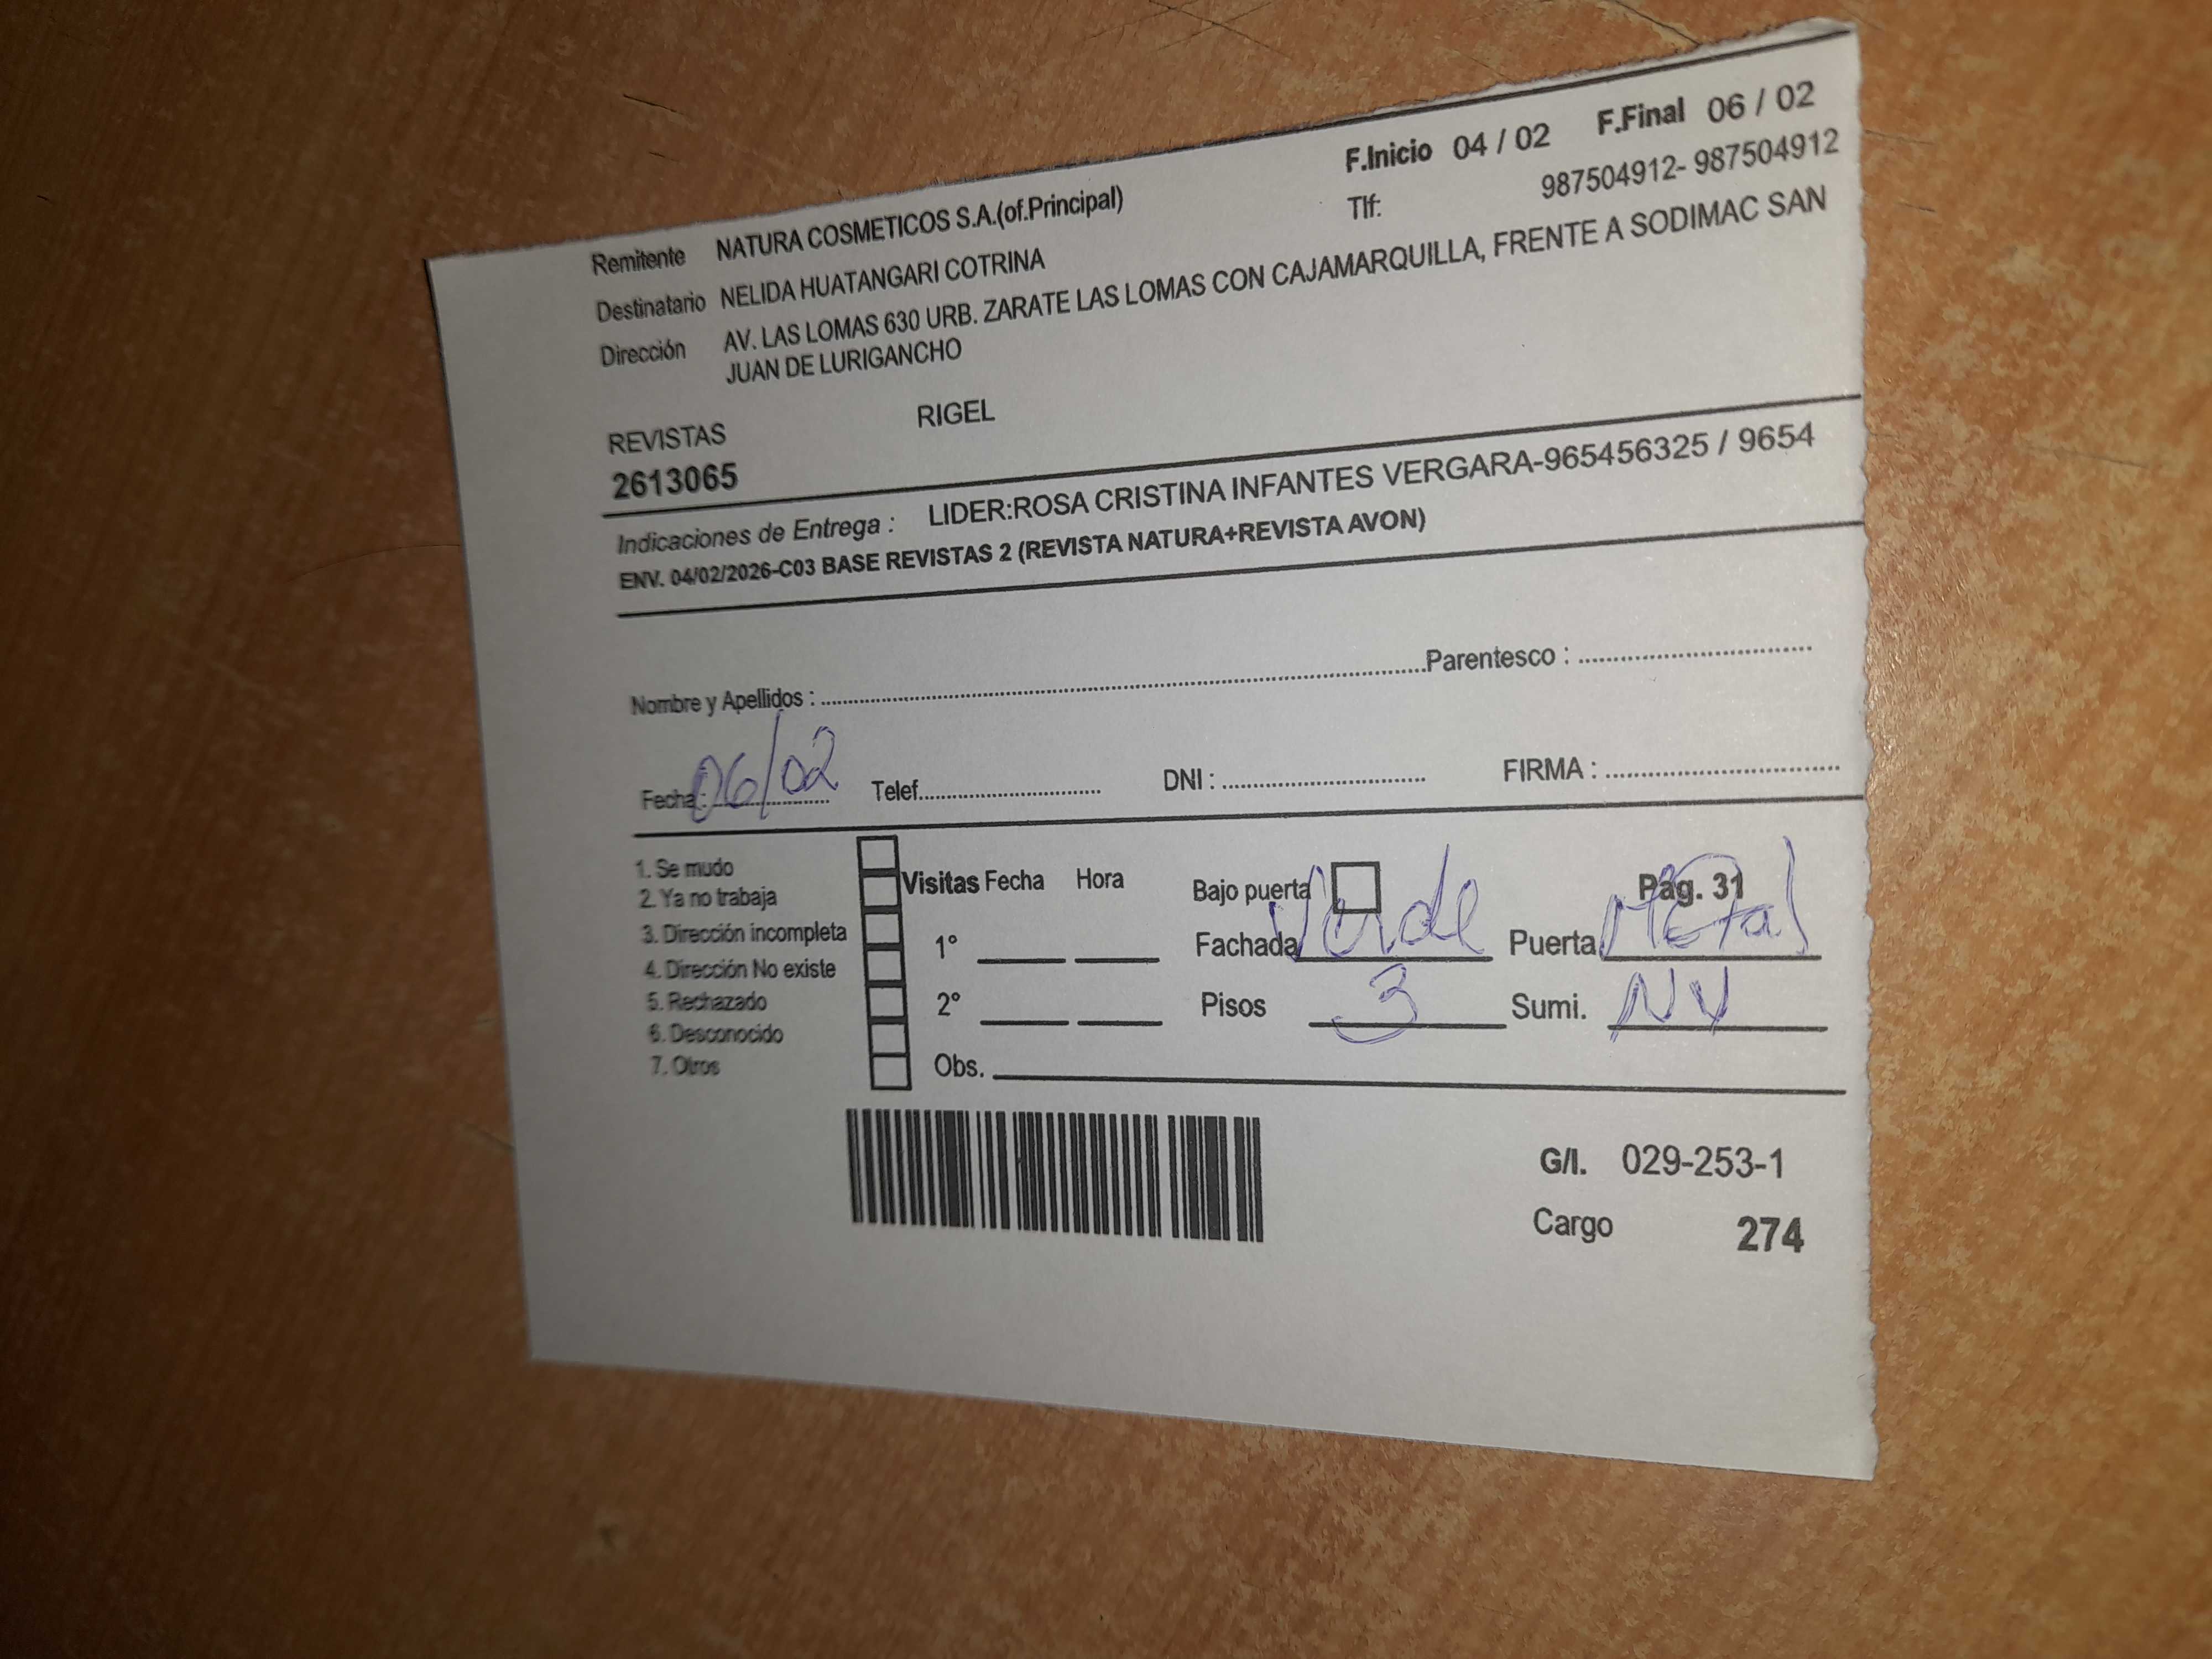 F.Inicio 04 / 02 F.Final 06 / 02
Remitente NATURA COSMETICOS S.A.(of.Principal) Tlf: 987504912- 987504912
Destinatario NELIDA HUATANGARI COTRINA
Dirección AV. LAS LOMAS 630 URB. ZARATE LAS LOMAS CON CAJAMARQUILLA, FRENTE A SODIMAC SAN
JUAN DE LURIGANCHO
REVISTAS RIGEL
2613065
Indicaciones de Entrega : LIDER:ROSA CRISTINA INFANTES VERGARA-965456325 / 9654
ENV. 04/02/2026-C03 BASE REVISTAS 2 (REVISTA NATURA+REVISTA AVON)
Nombre y Apellidos : Parentesco :
Fecha : 06/02 Telef. DNI : FIRMA :
1. Se mudo
2. Ya no trabaja
3. Dirección incompleta
4. Dirección No existe
5. Rechazado
6. Desconocido
7. Otros
Visitas Fecha Hora
1°
2°
Obs.
Bajo puerta Pág. 31
Fachada Verde Puerta Metal
Pisos 3 Sumi. NV
G/I. 029-253-1
Cargo 274